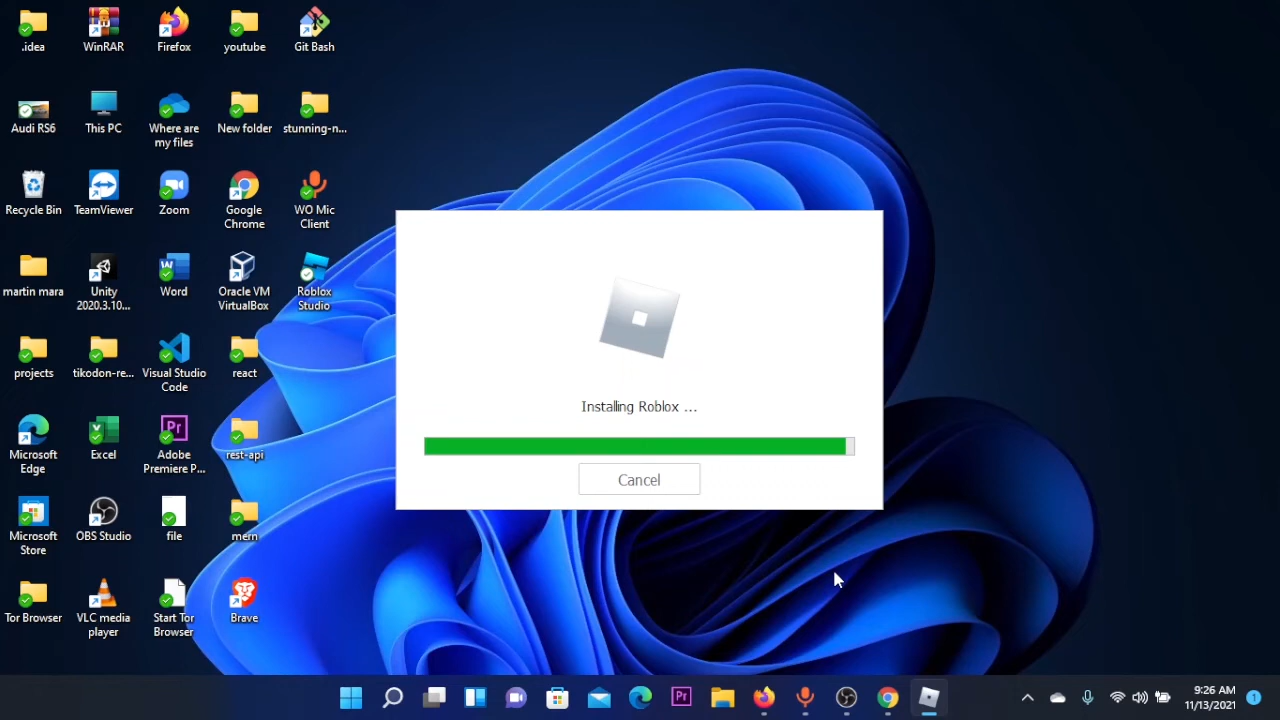 .idea
WinRAR
Firefox
youtube
Git Bash
Audi RS6
This PC
Where are
my files
New folder
stunning-n...
Recycle Bin
TeamViewer
Zoom
Google
Chrome
WO Mic
Client
martin mara
Unity
2020.3.10...
Word
Oracle VM
VirtualBox
Roblox
Studio
projects
tikodon-re...
Visual Studio
Code
react
Microsoft
Edge
Excel
Adobe
Premiere P...
rest-api
Microsoft
Store
OBS Studio
file
mern
Tor Browser
VLC media
player
Start Tor
Browser
Brave
Installing Roblox ...
Cancel
9:26 AM
11/13/2021
1